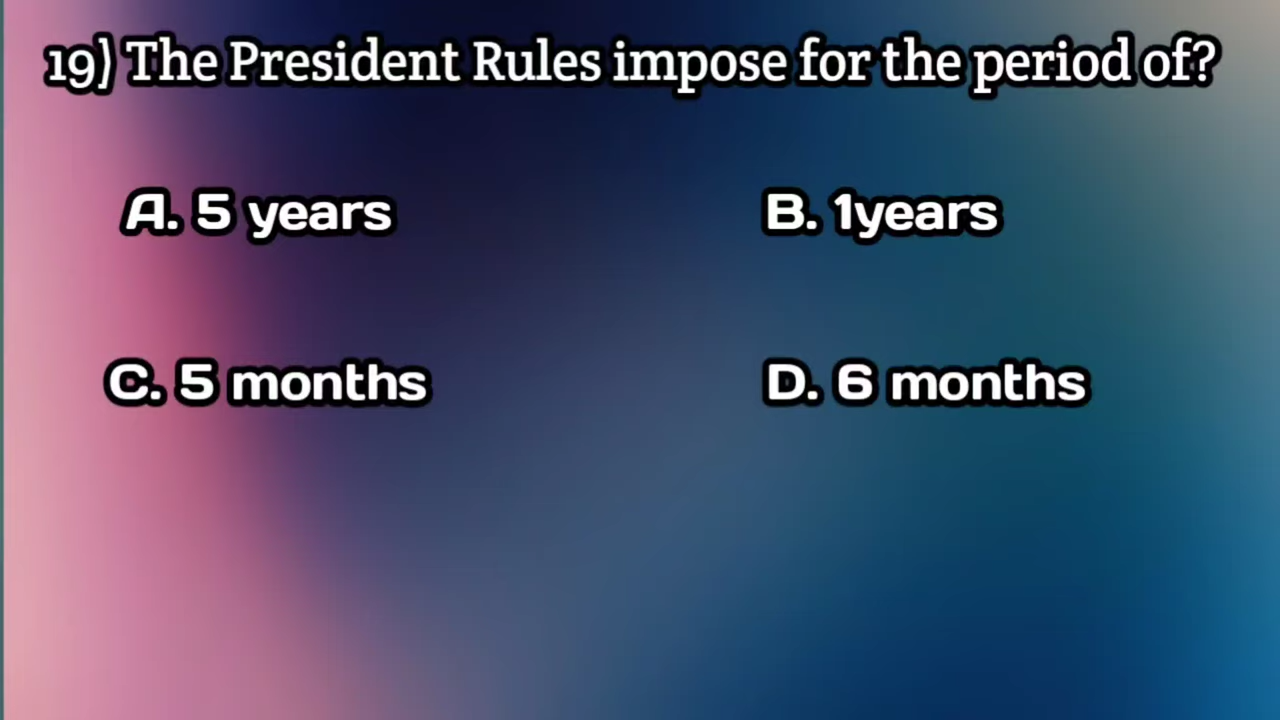 19) The President Rules impose for the period of?
A. 5 years
B. 1years
C. 5 months
D. 6 months